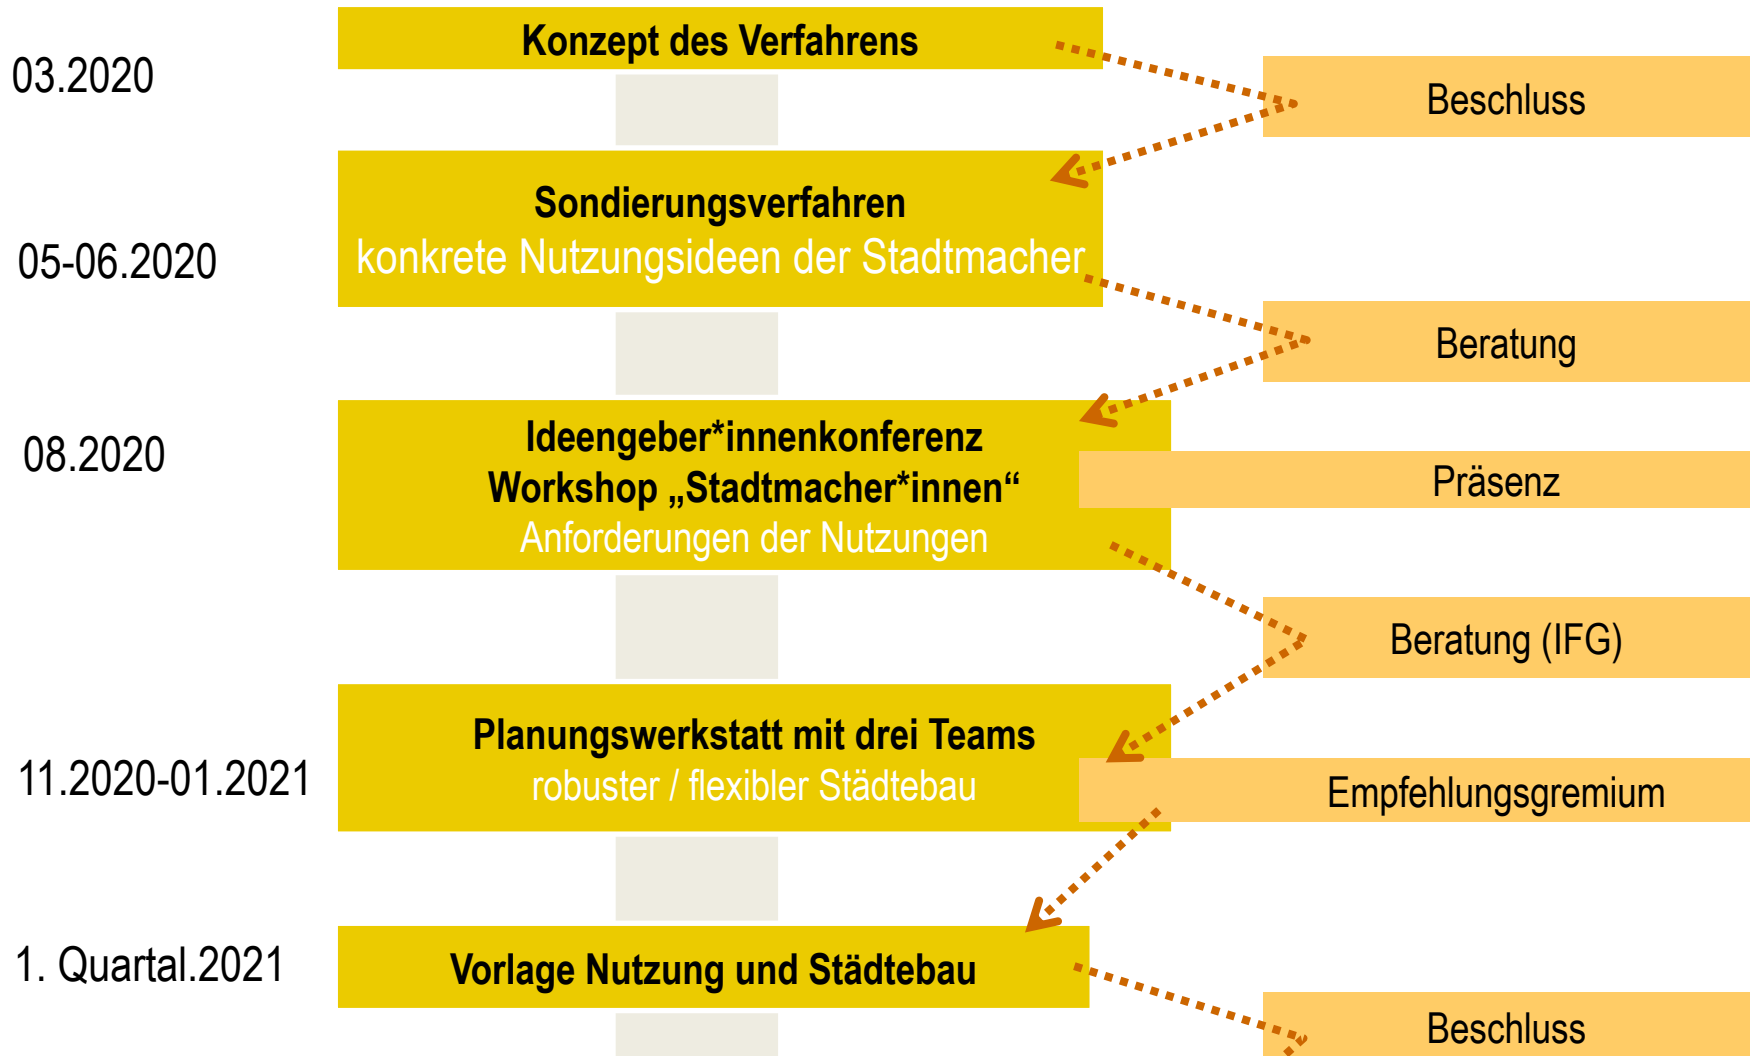 Konzept des Verfahrens
03.2020
Beschluss
Sondierungsverfahren
05-06.2020
konkrete Nutzungsideen der Stadtmacher
Beratung
Ideengeber*innenkonferenz
08.2020
Workshop „Stadtmacher*innen“
Präsenz
Anforderungen der Nutzungen
Beratung (IFG)
Planungswerkstatt mit drei Teams
11.2020-01.2021
robuster / flexibler Städtebau
Empfehlungsgremium
1. Quartal.2021
Vorlage Nutzung und Städtebau
Beschluss